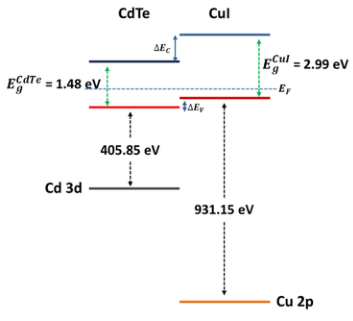 CdTe CuI
ΔE_C
E_g^CdTe = 1.48 eV
E_g^CuI = 2.99 eV
E_F
ΔE_V
405.85 eV
Cd 3d
931.15 eV
Cu 2p